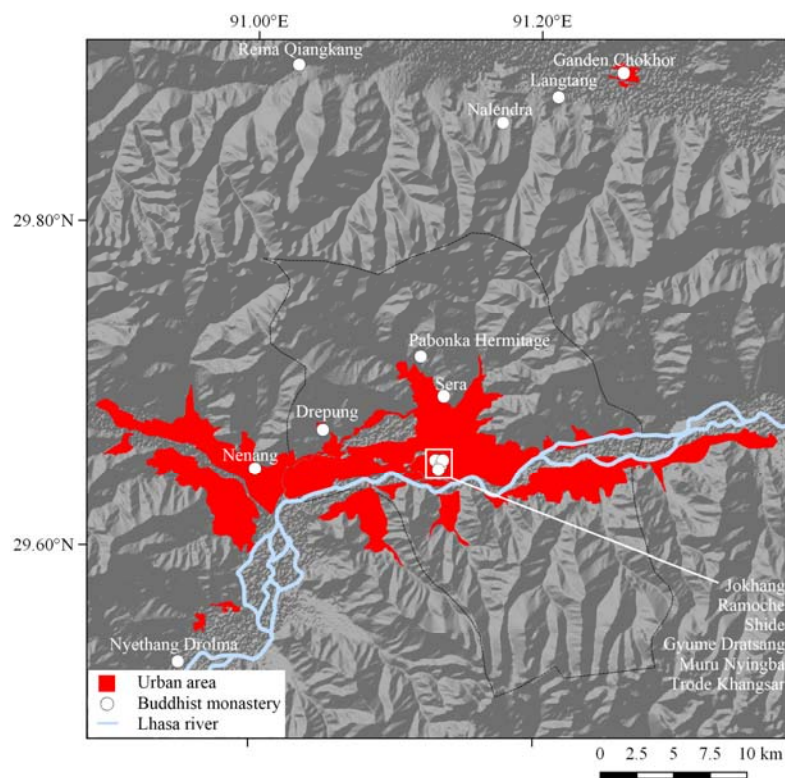 91.00°E
91.20°E
Rema Qiangkang
Ganden Chokhor
Langtang
Nalendra
29.80°N
Pabonka Hermitage
Sera
Drepung
Nenang
29.60°N
Jokhang
Ramoche
Shide
Gyume Dratsang
Muru Nyingba
Trode Khangsar
Nyethang Drolma
Urban area
Buddhist monastery
Lhasa river
0 2.5 5 7.5 10 km